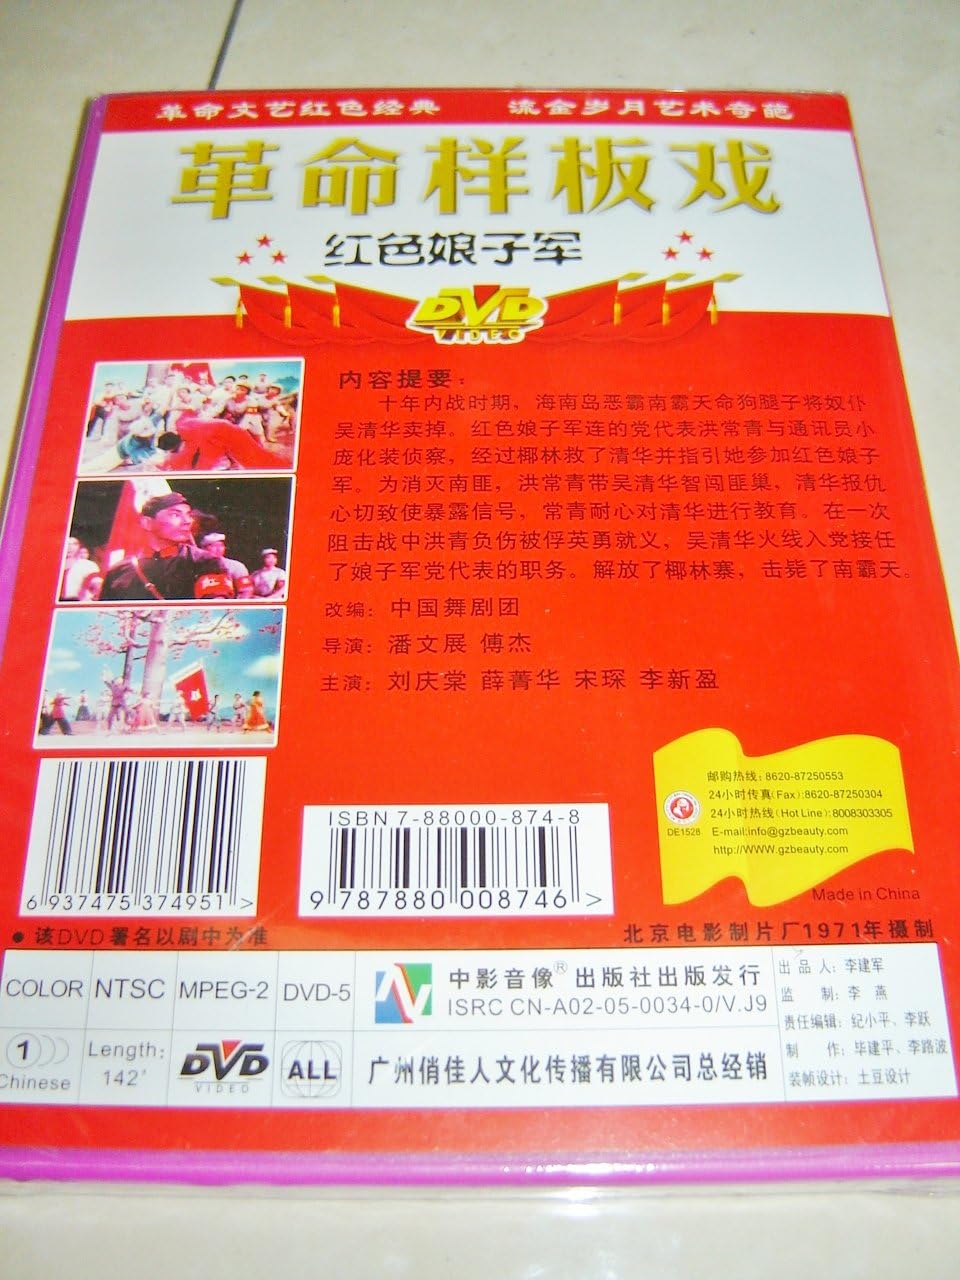 革命文艺红色经典 流金岁月艺术奇葩
革命样板戏
红色娘子军
DVD
VIDEO
内容提要：
十年内战时期，海南岛恶霸南霸天命狗腿子将奴仆
吴清华卖掉。红色娘子军连的党代表洪常青与通讯员小
庞化装侦察，经过椰林救了清华并指引她参加红色娘子
军。为消灭南匪，洪常青带吴清华智闯匪巢，清华报仇
心切致使暴露信号，常青耐心对清华进行教育。在一次
阻击战中洪青负伤被俘英勇就义，吴清华火线入党接任
了娘子军党代表的职务。解放了椰林寨，击毙了南霸天。
改编：中国舞剧团
导演：潘文展 傅杰
主演：刘庆棠 薛菁华 宋琛 李新盈
邮购热线：8620-87250553
24小时传真(Fax):8620-87250304
24小时热线(Hot Line):8008303305
E-mail:info@gzbeauty.com
http://WWW.gzbeauty.com
DE1528
Made in China
6 937475 374951 >
ISBN 7-88000-874-8
9 787880 008746 >
● 该DVD署名以剧中为准
北京电影制片厂1971年摄制
COLOR NTSC MPEG-2 DVD-5
中影音像® 出版社出版发行
ISRC CN-A02-05-0034-0/V.J9
1
Chinese
Length:
142'
DVD
VIDEO
ALL
广州俏佳人文化传播有限公司总经销
出品人：李建军
监 制：李 燕
责任编辑：纪小平、李跃
制 作：毕建平、李路波
装帧设计：土豆设计